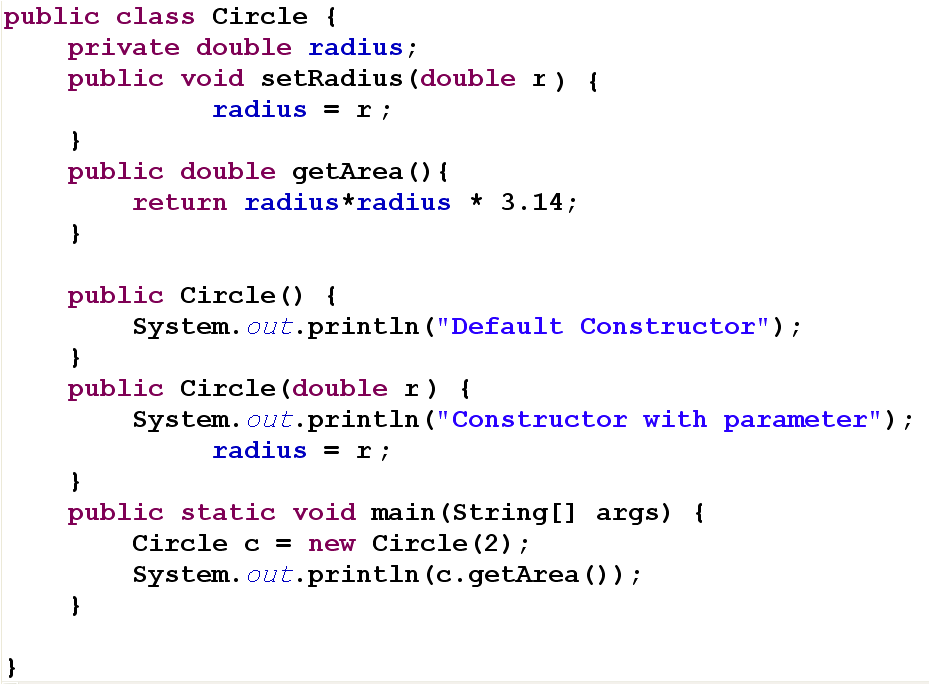 public class Circle {
    private double radius;
    public void setRadius(double r) {
             radius = r;
    }
    public double getArea(){
        return radius*radius * 3.14;
    }

    public Circle() {
        System.out.println("Default Constructor");
    }
    public Circle(double r) {
        System.out.println("Constructor with parameter");
             radius = r;
    }
    public static void main(String[] args) {
        Circle c = new Circle(2);
        System.out.println(c.getArea());
    }

}